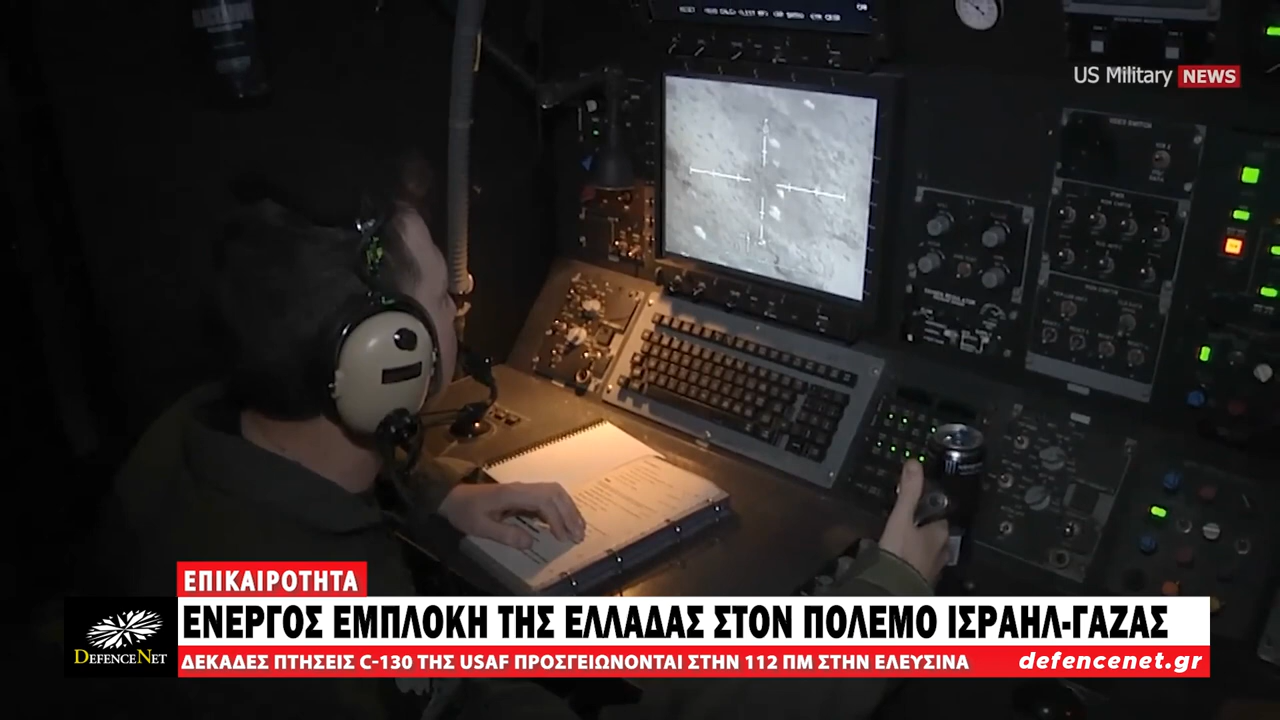 US Military NEWS
ΕΠΙΚΑΙΡΟΤΗΤΑ
ΕΝΕΡΓΟΣ ΕΜΠΛΟΚΗ ΤΗΣ ΕΛΛΑΔΑΣ ΣΤΟΝ ΠΟΛΕΜΟ ΙΣΡΑΗΛ-ΓΑΖΑΣ
DEFENCENET
ΔΕΚΑΔΕΣ ΠΤΗΣΕΙΣ C-130 ΤΗΣ USAF ΠΡΟΣΓΕΙΩΝΟΝΤΑΙ ΣΤΗΝ 112 ΠΜ ΣΤΗΝ ΕΛΕΥΣΙΝΑ
defencenet.gr